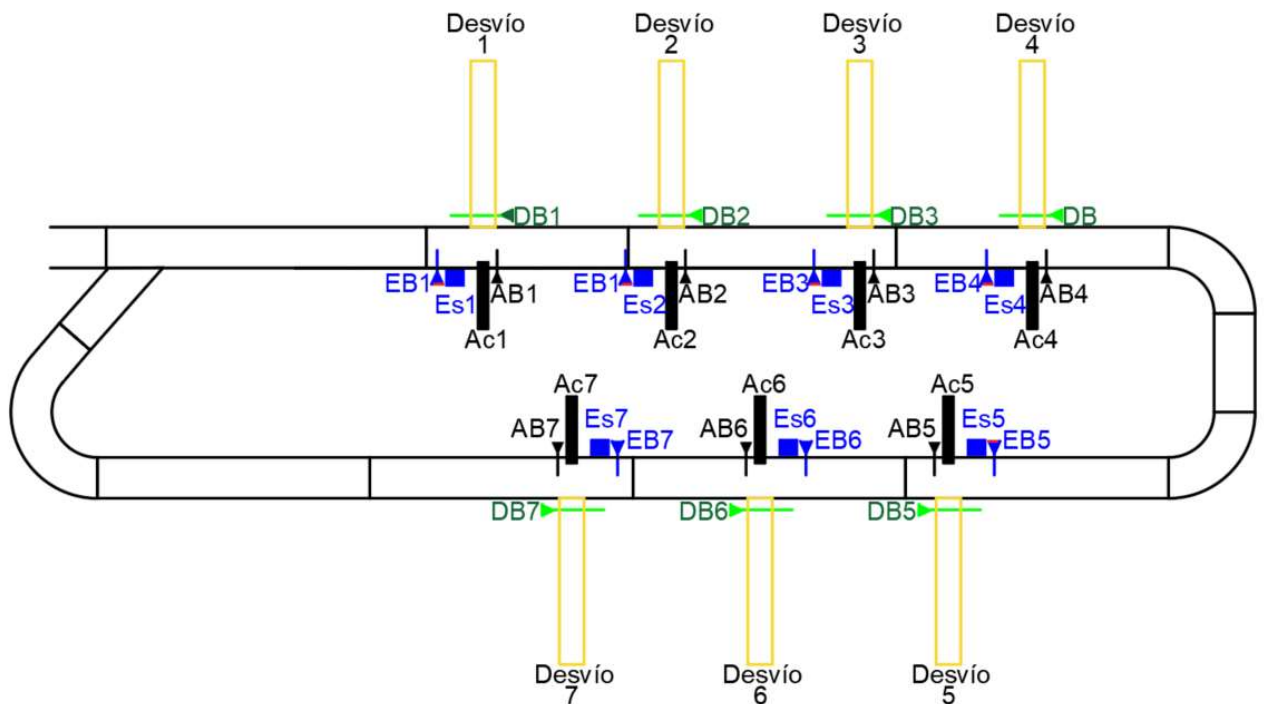 Desvío
1
Desvío
2
Desvío
3
Desvío
4
DB1
DB2
DB3
DB
EB1
Es1
AB1
EB1
Es2
AB2
EB3
Es3
AB3
EB4
Es4
AB4
Ac1
Ac2
Ac3
Ac4
Ac7
Ac6
Ac5
AB7
Es7
EB7
AB6
Es6
EB6
AB5
Es5
EB5
DB7
DB6
DB5
Desvío
7
Desvío
6
Desvío
5